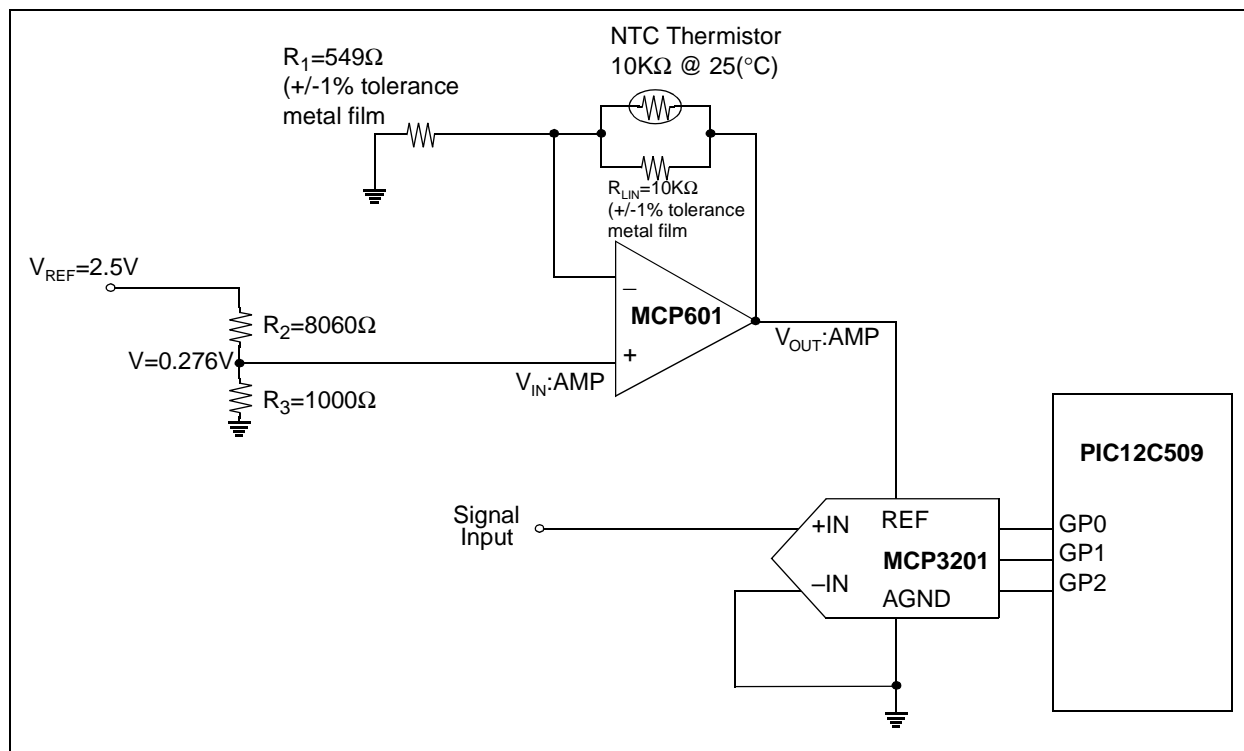 NTC Thermistor
10KΩ @ 25(°C)
R1=549Ω
(+/-1% tolerance
metal film
RLIN=10KΩ
(+/-1% tolerance
metal film
VREF=2.5V
R2=8060Ω
V=0.276V
R3=1000Ω
–
MCP601
+
VIN:AMP
VOUT:AMP
PIC12C509
Signal
Input
+IN
REF
MCP3201
–IN
AGND
GP0
GP1
GP2